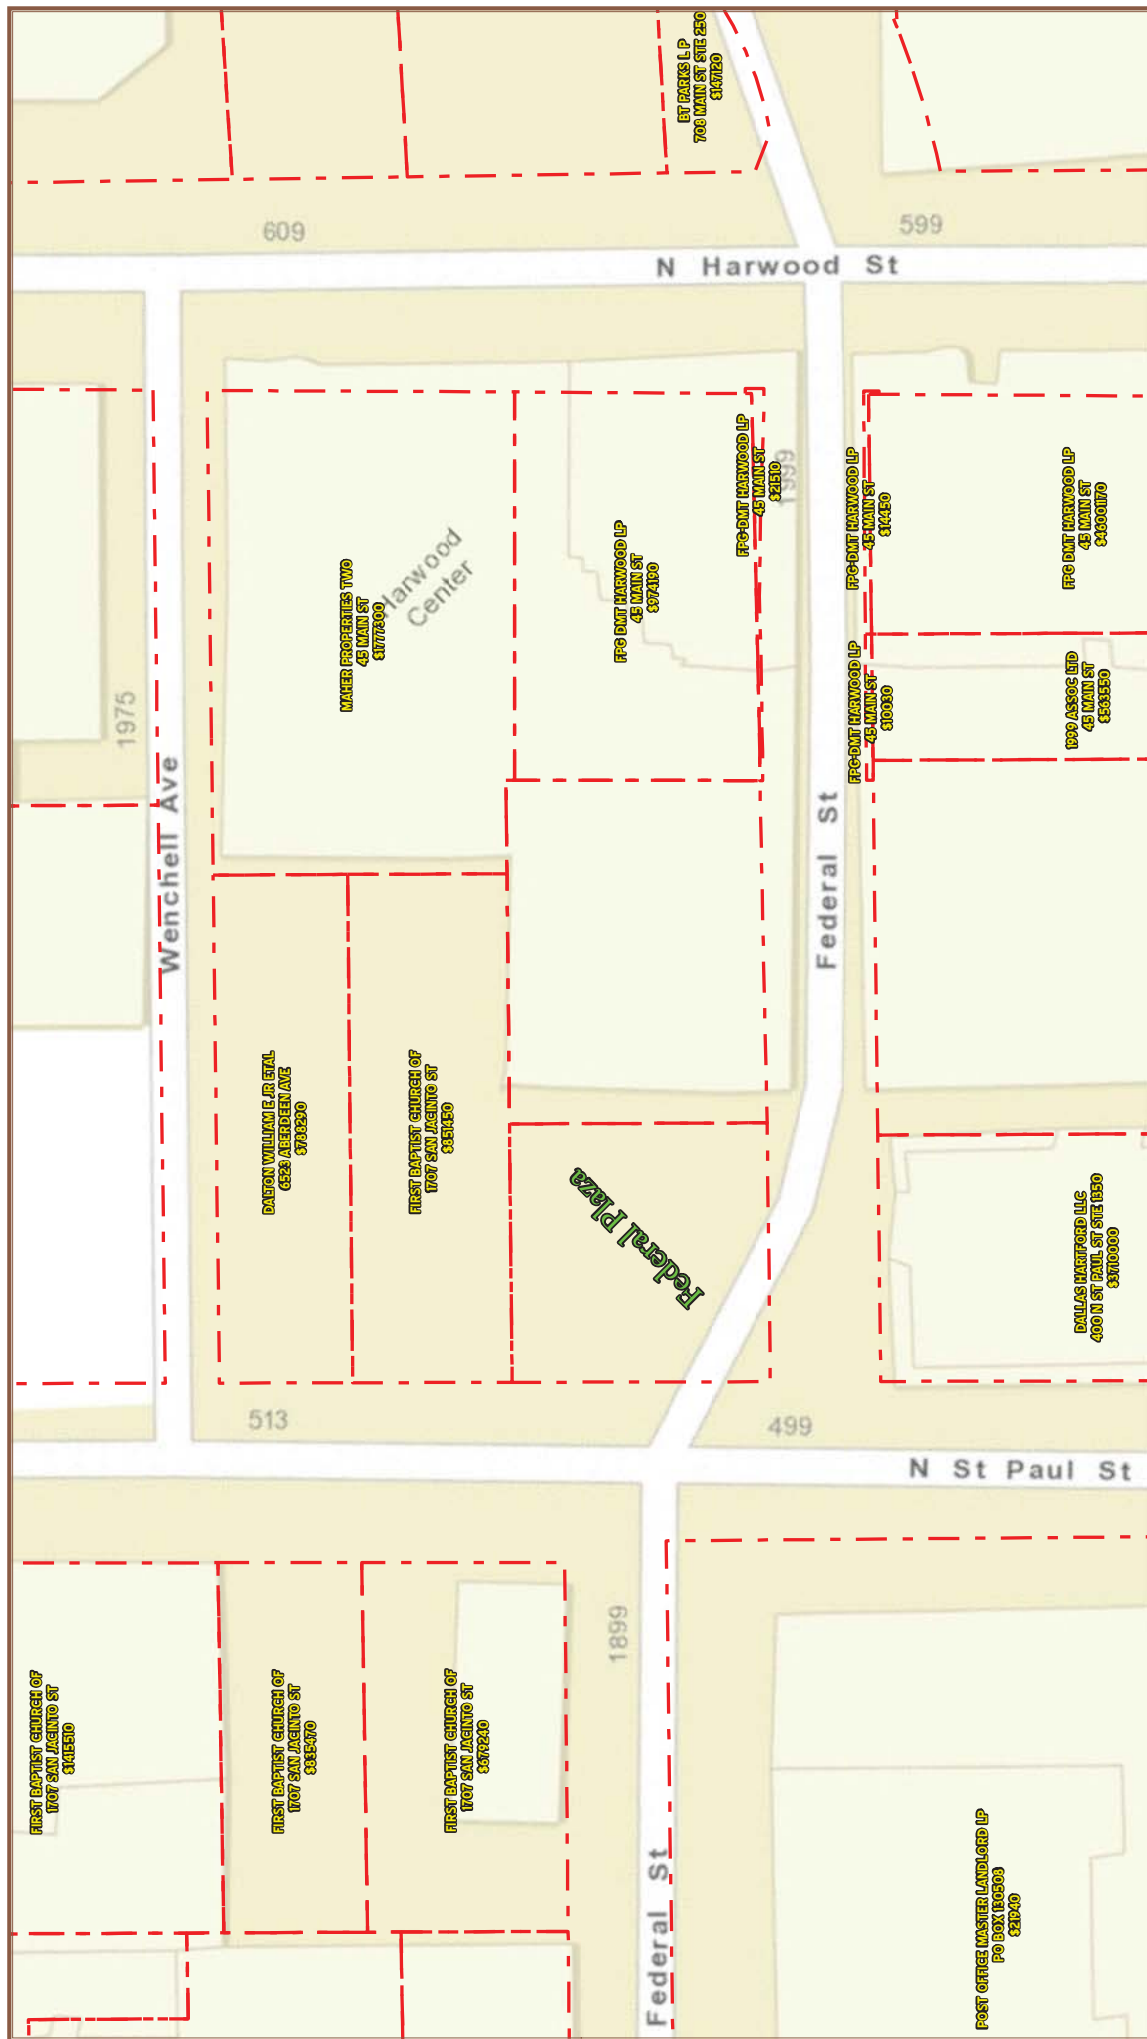 BT PARKS L P
708 MAIN ST STE 250
$147120
609
599
N Harwood St
1975
Wenchell Ave
Harwood
Center
MAHER PROPERTIES TWO
45 MAIN ST
$1777300
FPG DMT HARWOOD LP
45 MAIN ST
$974190
FPG DMT HARWOOD LP
45 MAIN ST
$21510
1999
FPG DMT HARWOOD LP
45 MAIN ST
$14450
FPG DMT HARWOOD LP
45 MAIN ST
$46001170
FPG DMT HARWOOD LP
45 MAIN ST
$10030
1999 ASSOC LTD
45 MAIN ST
$563550
Federal St
DALTON WILLIAM E JR ETAL
6523 ABERDEEN AVE
$788290
FIRST BAPTIST CHURCH OF
1707 SAN JACINTO ST
$851450
Federal Plaza
DALLAS HARTFORD LLC
400 N ST PAUL ST STE 1350
$3710000
513
499
N St Paul St
1899
FIRST BAPTIST CHURCH OF
1707 SAN JACINTO ST
$1415510
FIRST BAPTIST CHURCH OF
1707 SAN JACINTO ST
$835470
FIRST BAPTIST CHURCH OF
1707 SAN JACINTO ST
$679240
Federal St
POST OFFICE MASTER LANDLORD LP
PO BOX 130508
$21940